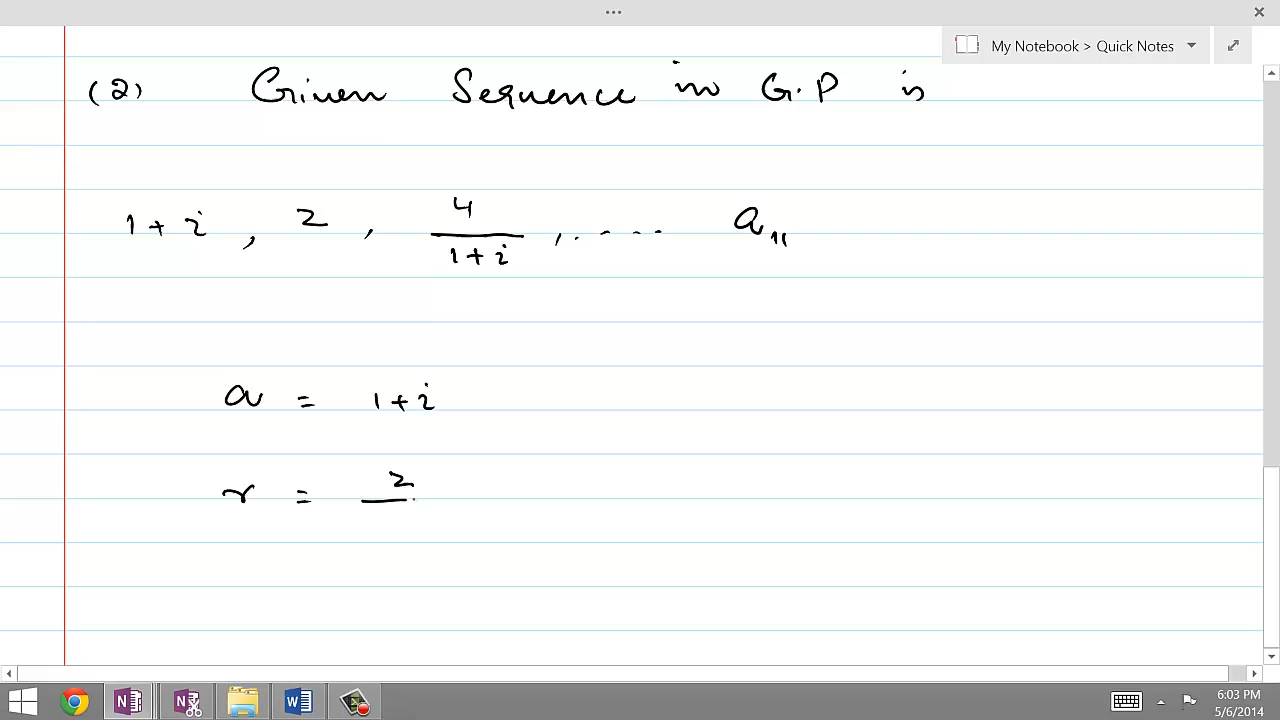 ...
My Notebook > Quick Notes
(2) Given Sequence in G.P is
1+i , 2 , 4/(1+i) , ..... a₁₁
a = 1+i
r = 2/
6:03 PM
5/6/2014